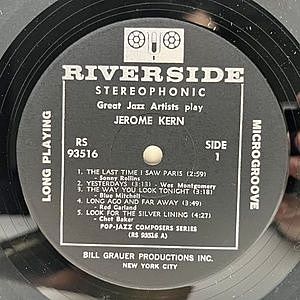 RIVERSIDE
STEREOPHONIC
Great Jazz Artists play
JEROME KERN
RS
93516
SIDE
1
LONG PLAYING
MICROGROOVE
1. THE LAST TIME I SAW PARIS (2:59)
- Sonny Rollins
2. YESTERDAYS (3:13) - Wes Montgomery
3. THE WAY YOU LOOK TONIGHT (3:18)
- Blue Mitchell
4. LONG AGO AND FAR AWAY (3:49)
- Red Garland
5. LOOK FOR THE SILVER LINING (4:27)
- Chet Baker
POP-JAZZ COMPOSERS SERIES
(RS 93516 A)
BILL GRAUER PRODUCTIONS INC.
NEW YORK CITY